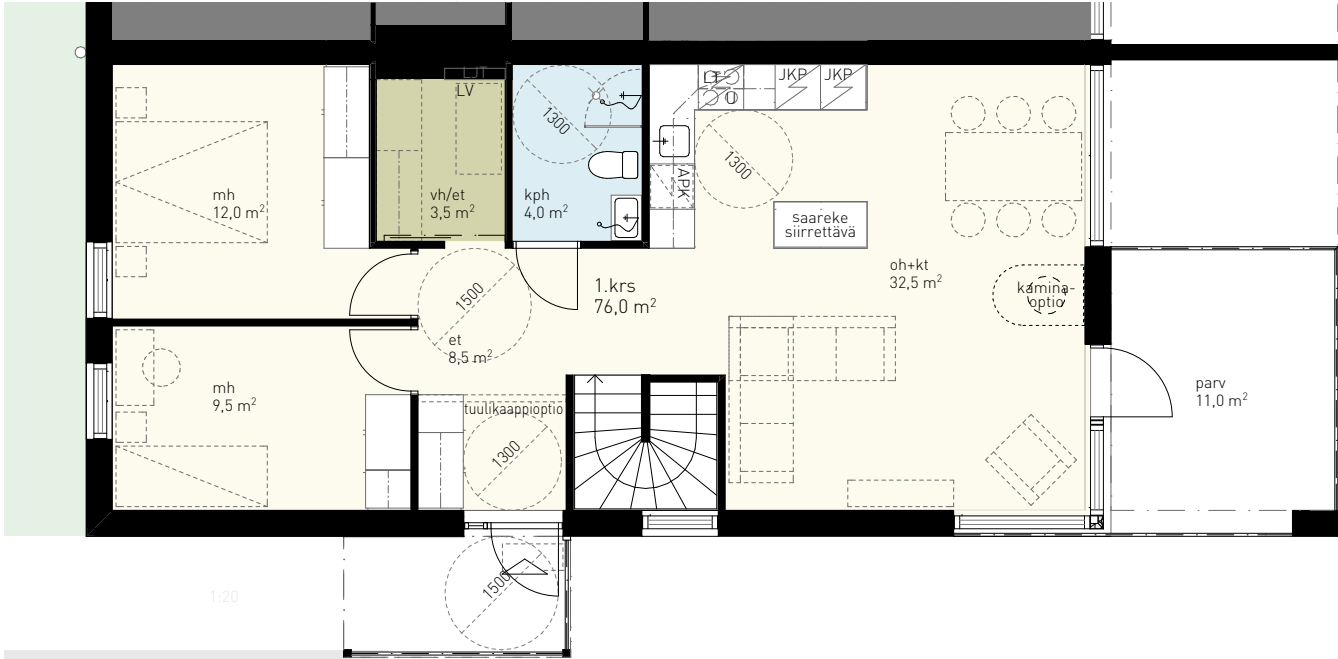 LJT
LV
LT
JKP
JKP
1300
1300
APK
mh
12,0 m²
vh/et
3,5 m²
kph
4,0 m²
saareke
siirrettävä
oh+kt
32,5 m²
1.krs
76,0 m²
kamina-
optio
1500
et
8,5 m²
mh
9,5 m²
parv
11,0 m²
tuulikaappioptio
1300
1500
1:20